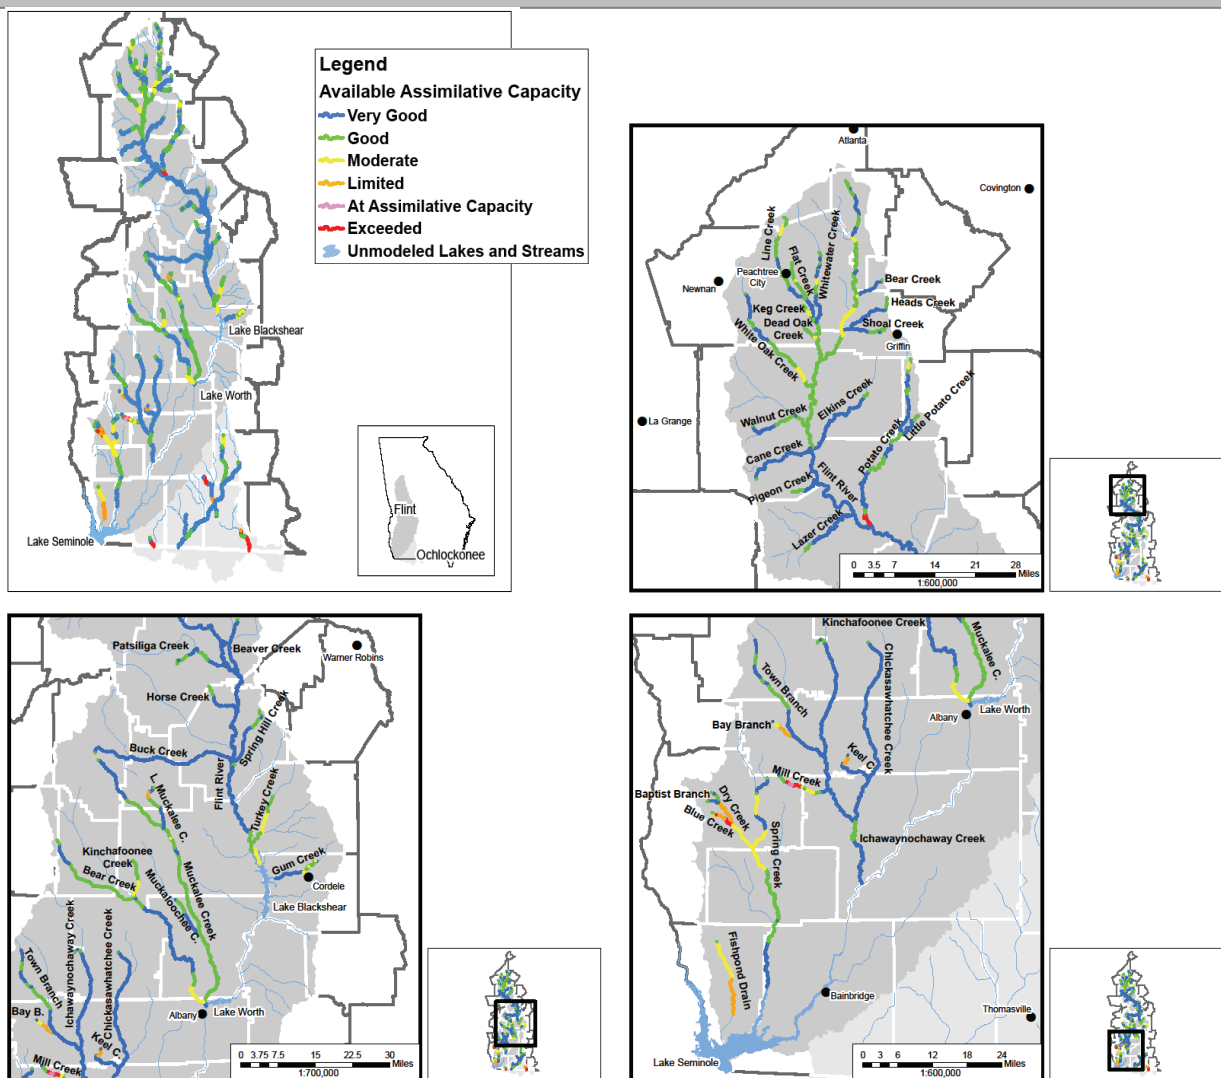 Legend
Available Assimilative Capacity
Very Good
Good
Moderate
Limited
At Assimilative Capacity
Exceeded
Unmodeled Lakes and Streams
Lake Blackshear
Lake Worth
Lake Seminole
Flint
Ochlockonee
Atlanta
Covington
Line Creek
Flat Creek
Whitewater Creek
Peachtree
City
Newnan
Bear Creek
Heads Creek
Keg Creek
Dead Oak
Creek
Shoal Creek
Griffin
White Oak Creek
La Grange
Walnut Creek
Elkins Creek
Little Potato Creek
Potato Creek
Cane Creek
Flint River
Pigeon Creek
Lazer Creek
0 3.5 7 14 21 28
Miles
1:600,000
Patsiliga Creek
Beaver Creek
Warner Robins
Horse Creek
Spring Hill Creek
Buck Creek
Flint River
L. Muckalee C.
Turkey Creek
Kinchafoonee
Creek
Bear Creek
Muckaloochee C.
Muckalee Creek
Gum Creek
Cordele
Lake Blackshear
Ichawaynochaway Creek
Chickasawhatchee Creek
Town Branch
Bay B.
Keel C.
Mill Creek
Albany
Lake Worth
0 3.75 7.5 15 22.5 30
Miles
1:700,000
Kinchafoonee Creek
Muckalee C.
Chickasawhatchee Creek
Town Branch
Lake Worth
Albany
Bay Branch
Keel C.
Mill Creek
Baptist Branch
Dry Creek
Blue Creek
Spring Creek
Ichawaynochaway Creek
Fishpond Drain
Bainbridge
Thomasville
Lake Seminole
0 3 6 12 18 24
Miles
1:600,000